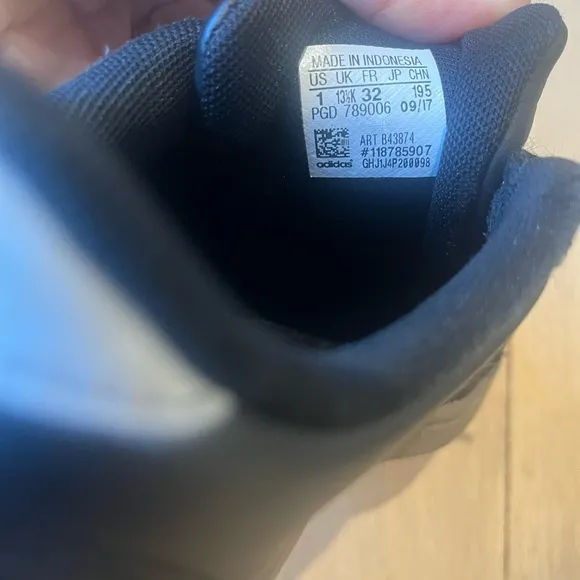 MADE IN INDONESIA
US UK FR JP CHN
1 13½K 32 195
PGD 789006 09/17
ART B43874
#118785907
adidas GHJ1J4P200098